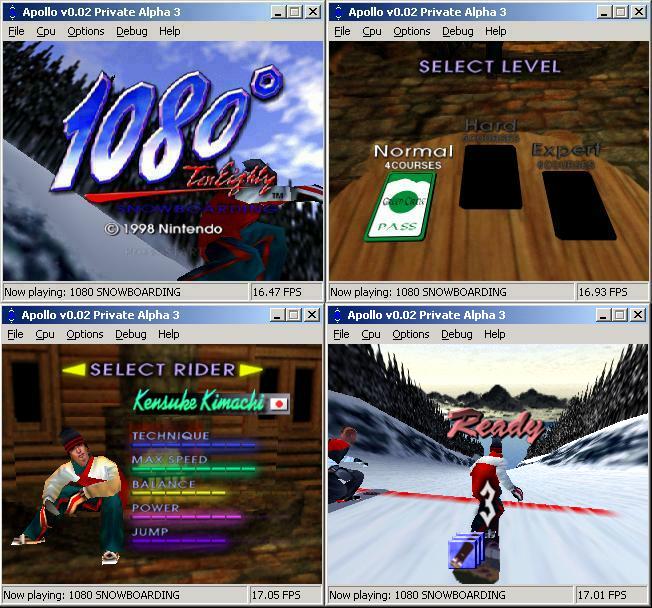 Apollo v0.02 Private Alpha 3
File Cpu Options Debug Help
1080°
TenEighty
TM
SNOWBOARDING
© 1998 Nintendo
Now playing: 1080 SNOWBOARDING 16.47 FPS
Apollo v0.02 Private Alpha 3
File Cpu Options Debug Help
SELECT LEVEL
Normal
4COURSES
Hard
5COURSES
Expert
6COURSES
GREEN CIRCLE
PASS
Now playing: 1080 SNOWBOARDING 16.93 FPS
Apollo v0.02 Private Alpha 3
File Cpu Options Debug Help
SELECT RIDER
Kensuke Kimachi
TECHNIQUE
MAX SPEED
BALANCE
POWER
JUMP
Now playing: 1080 SNOWBOARDING 17.05 FPS
Apollo v0.02 Private Alpha 3
File Cpu Options Debug Help
Ready
3
Now playing: 1080 SNOWBOARDING 17.01 FPS